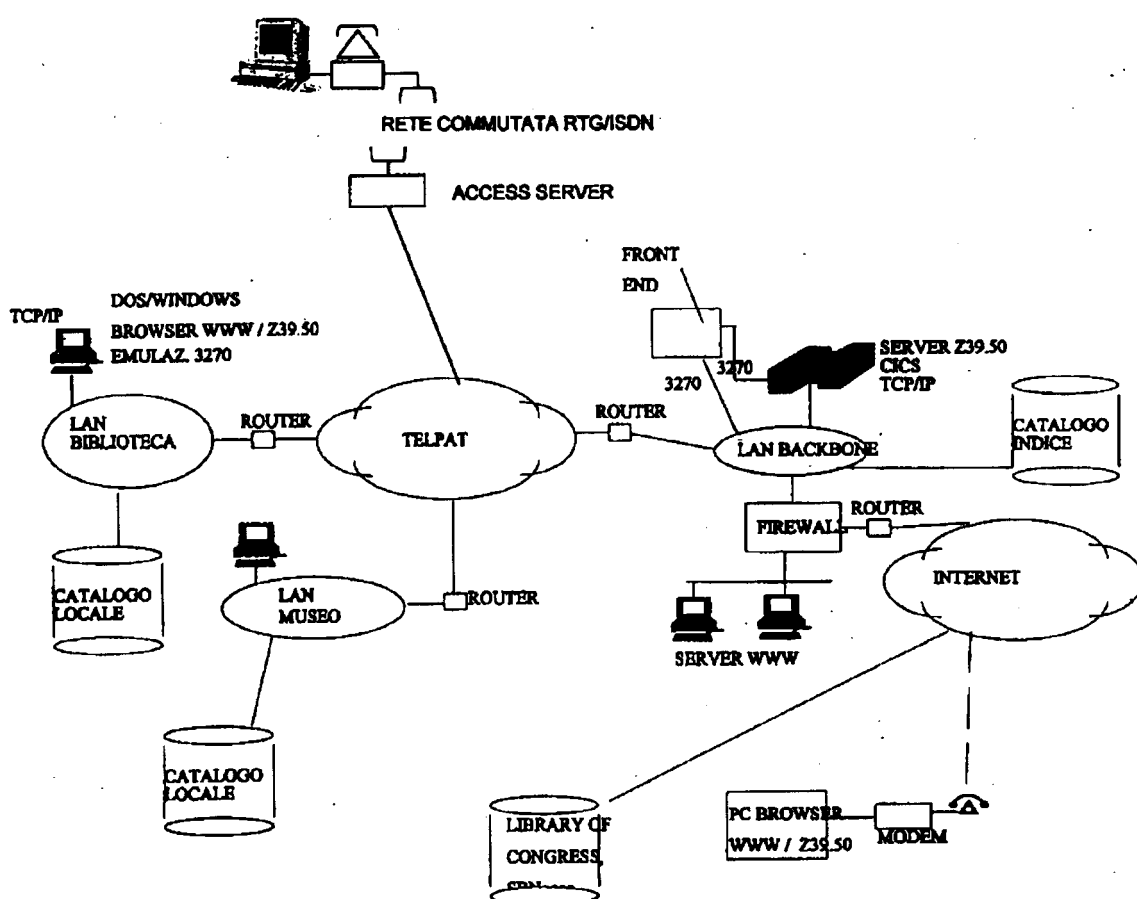 RETE COMMUTATA RTG/ISDN
ACCESS SERVER
FRONT
END
TCP/IP
DOS/WINDOWS
BROWSER WWW / Z39.50
EMULAZ. 3270
3270
3270
SERVER Z39.50
CICS
TCP/IP
LAN
BIBLIOTECA
ROUTER
TELPAT
ROUTER
LAN BACKBONE
CATALOGO
INDICE
FIREWALL
ROUTER
INTERNET
CATALOGO
LOCALE
LAN
MUSEO
ROUTER
SERVER WWW
CATALOGO
LOCALE
LIBRARY OF
CONGRESS,
PC BROWSER
WWW / Z39.50
MODEM